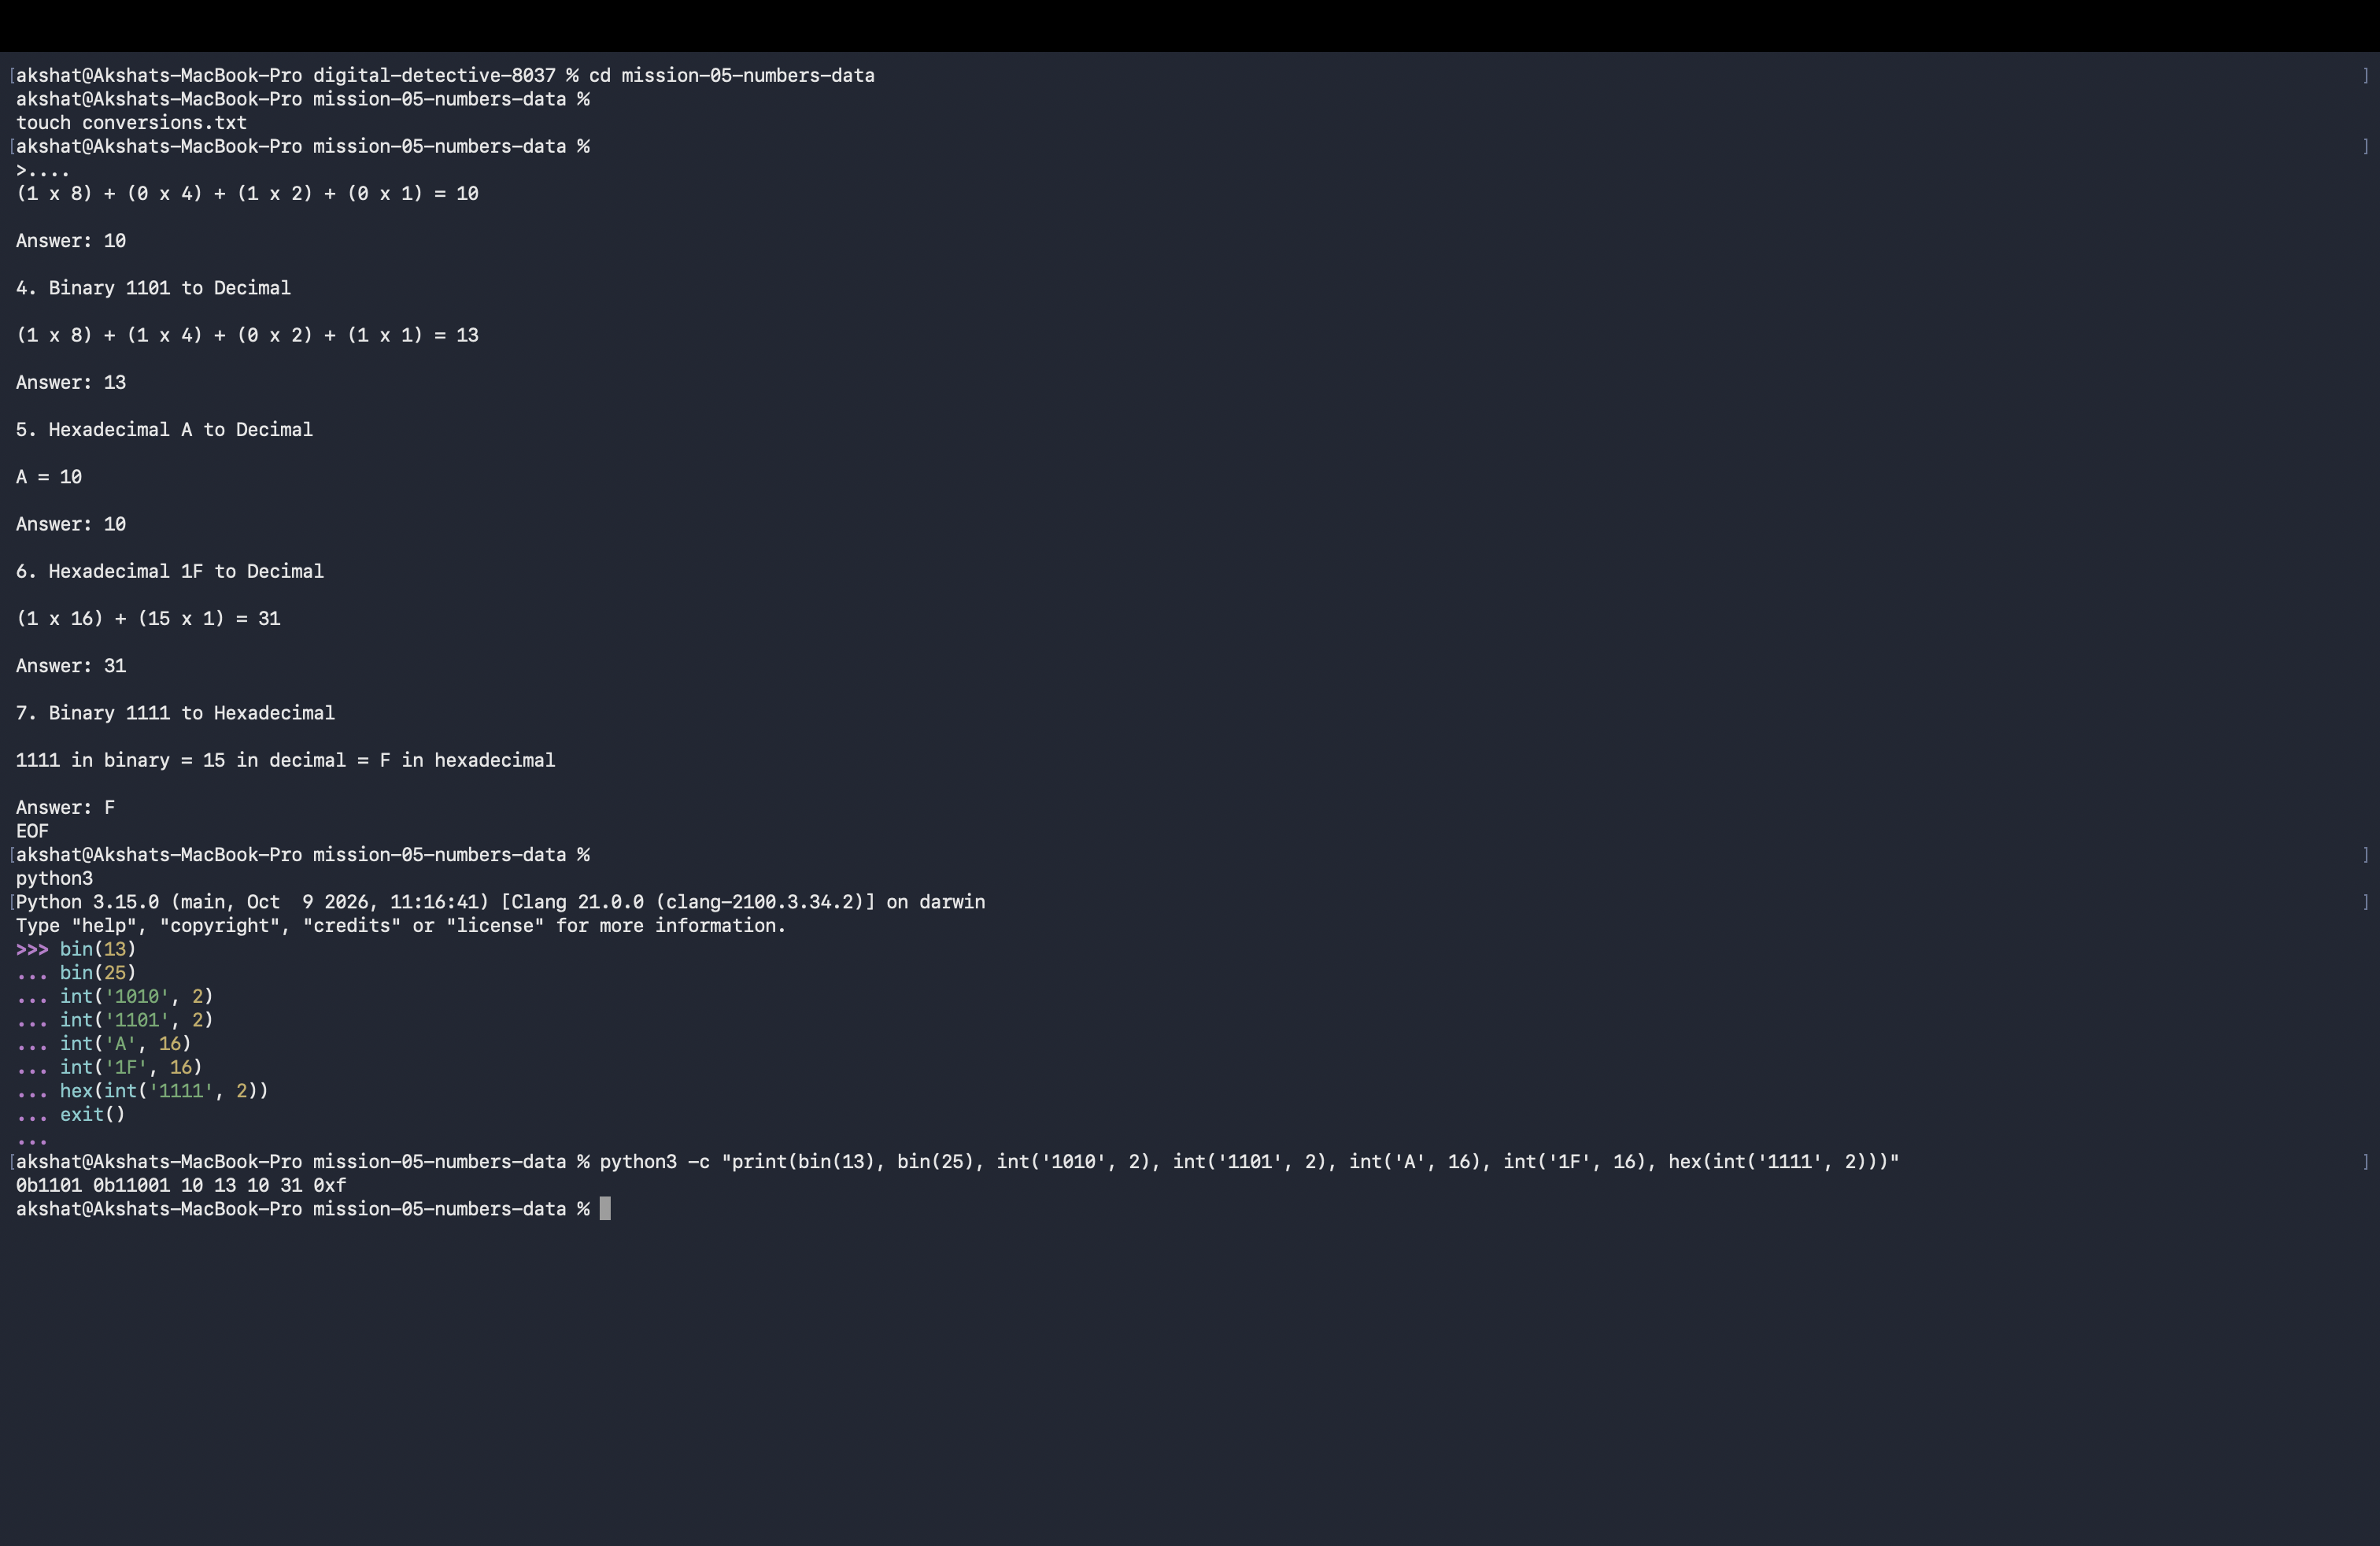 [akshat@Akshats-MacBook-Pro digital-detective-8037 % cd mission-05-numbers-data ]
akshat@Akshats-MacBook-Pro mission-05-numbers-data %
touch conversions.txt
[akshat@Akshats-MacBook-Pro mission-05-numbers-data % ]
>....
(1 x 8) + (0 x 4) + (1 x 2) + (0 x 1) = 10
Answer: 10
4. Binary 1101 to Decimal
(1 x 8) + (1 x 4) + (0 x 2) + (1 x 1) = 13
Answer: 13
5. Hexadecimal A to Decimal
A = 10
Answer: 10
6. Hexadecimal 1F to Decimal
(1 x 16) + (15 x 1) = 31
Answer: 31
7. Binary 1111 to Hexadecimal
1111 in binary = 15 in decimal = F in hexadecimal
Answer: F
EOF
[akshat@Akshats-MacBook-Pro mission-05-numbers-data % ]
python3
[Python 3.15.0 (main, Oct  9 2026, 11:16:41) [Clang 21.0.0 (clang-2100.3.34.2)] on darwin ]
Type "help", "copyright", "credits" or "license" for more information.
>>> bin(13)
... bin(25)
... int('1010', 2)
... int('1101', 2)
... int('A', 16)
... int('1F', 16)
... hex(int('1111', 2))
... exit()
...
[akshat@Akshats-MacBook-Pro mission-05-numbers-data % python3 -c "print(bin(13), bin(25), int('1010', 2), int('1101', 2), int('A', 16), int('1F', 16), hex(int('1111', 2)))" ]
0b1101 0b11001 10 13 10 31 0xf
akshat@Akshats-MacBook-Pro mission-05-numbers-data %